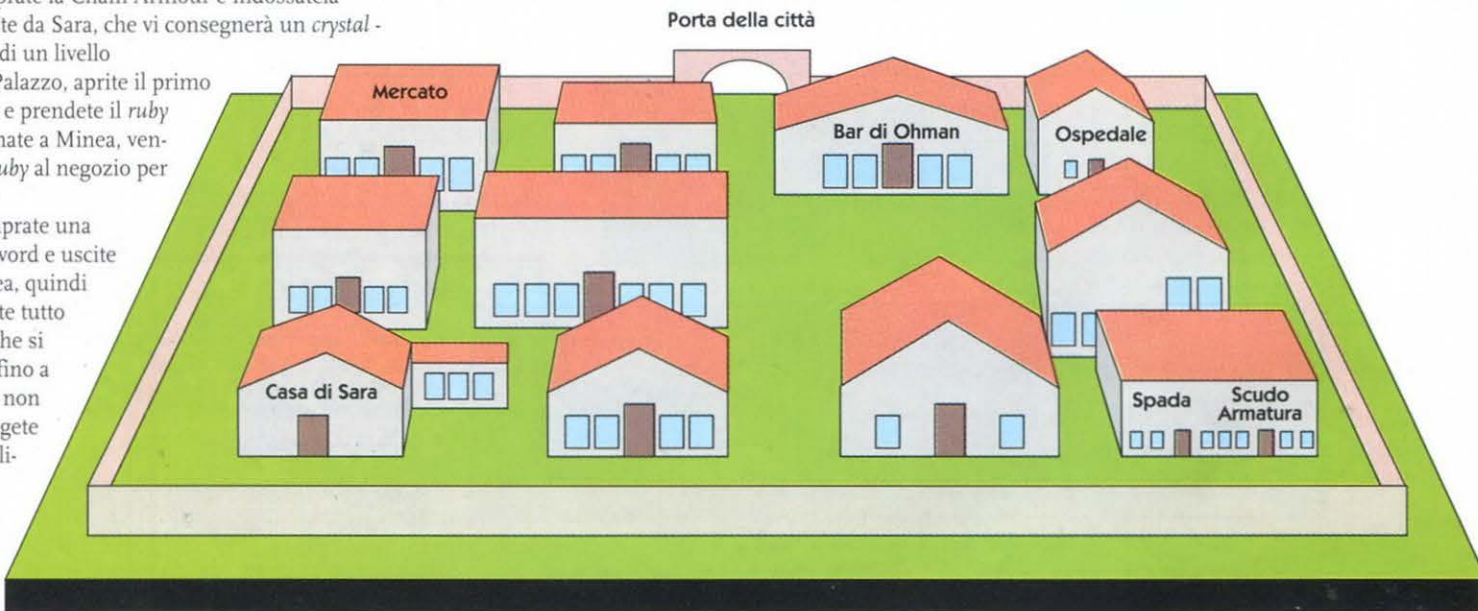 te da Sara, che vi consegnerà un crystal -
di un livello
Palazzo, aprite il primo
e prendete il ruby
nate a Minea, ven-
uby al negozio per
prate una
word e uscite
ea, quindi
te tutto
he si
fino a
non
gete
li-
Porta della città
Mercato
Bar di Ohman
Ospedale
Casa di Sara
Spada
Scudo
Armatura